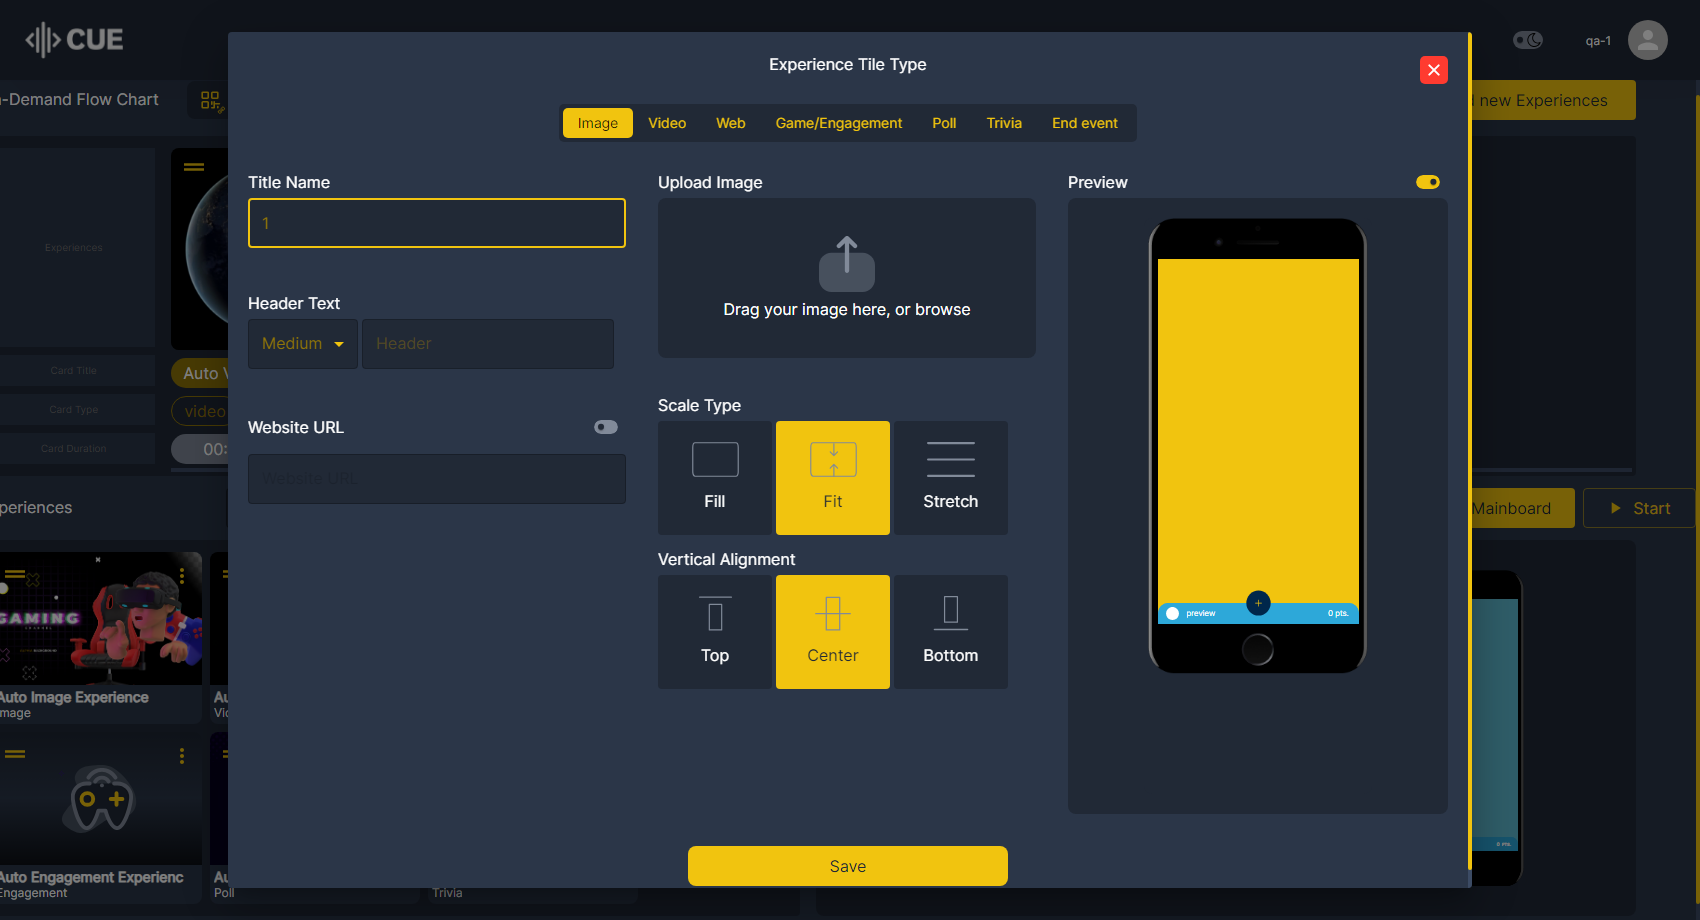 CUE
Experience Tile Type
qa-1
-Demand Flow Chart
new Experiences
Image Video Web Game/Engagement Poll Trivia End event
Title Name
Upload Image
Preview
1
Experiences
Drag your image here, or browse
Header Text
Medium
Header
Card Title
Auto V
Card Type
video
Scale Type
Website URL
Card Duration
00:
Website URL
Fill
Fit
Stretch
periences
Mainboard
Start
Vertical Alignment
GAMING
preview
0 pts.
Top
Center
Bottom
Auto Image Experience
mage
Au
Vic
0 pts.
Save
Auto Engagement Experienc
Engagement
Au
Poll
Trivia